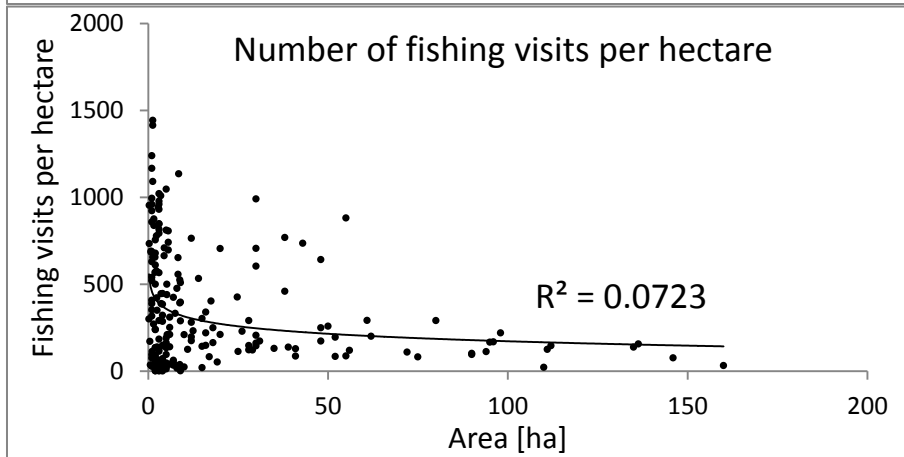 Number of fishing visits per hectare
Fishing visits per hectare
2000
1500
1000
500
0
R² = 0.0723
0 50 100 150 200
Area [ha]